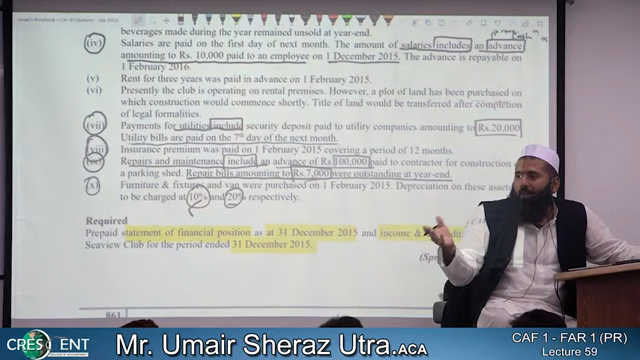 beverages made during the year remained unsold at year-end.
(iv) Salaries are paid on the first day of next month. The amount of salaries includes an advance
amounting to Rs. 10,000 paid to an employee on 1 December 2015. The advance is repayable on
1 February 2016.
(v) Rent for three years was paid in advance on 1 February 2015.
(vi) Presently the club is operating on rental premises. However, a plot of land has been purchased on
which construction would commence shortly. Title of land would be transferred after completion
of legal formalities.
(vii) Payments for utilities include security deposit paid to utility companies amounting to Rs.20,000
Utility bills are paid on the 7th day of the next month.
(viii) Insurance premium was paid on 1 February 2015 covering a period of 12 months.
(ix) Repairs and maintenance include an advance of Rs.100,000 paid to contractor for construction of
a parking shed. Repair bills amounting to Rs.7,000 were outstanding at year-end.
(x) Furniture & fixtures and van were purchased on 1 February 2015. Depreciation on these assets
to be charged at 10% and 20% respectively.
Required
Prepaid statement of financial position as at 31 December 2015 and income &
Seaview Club for the period ended 31 December 2015.
861
CRESCENT
Mr. Umair Sheraz Utra.ACA
CAF 1 - FAR 1 (PR)
Lecture 59